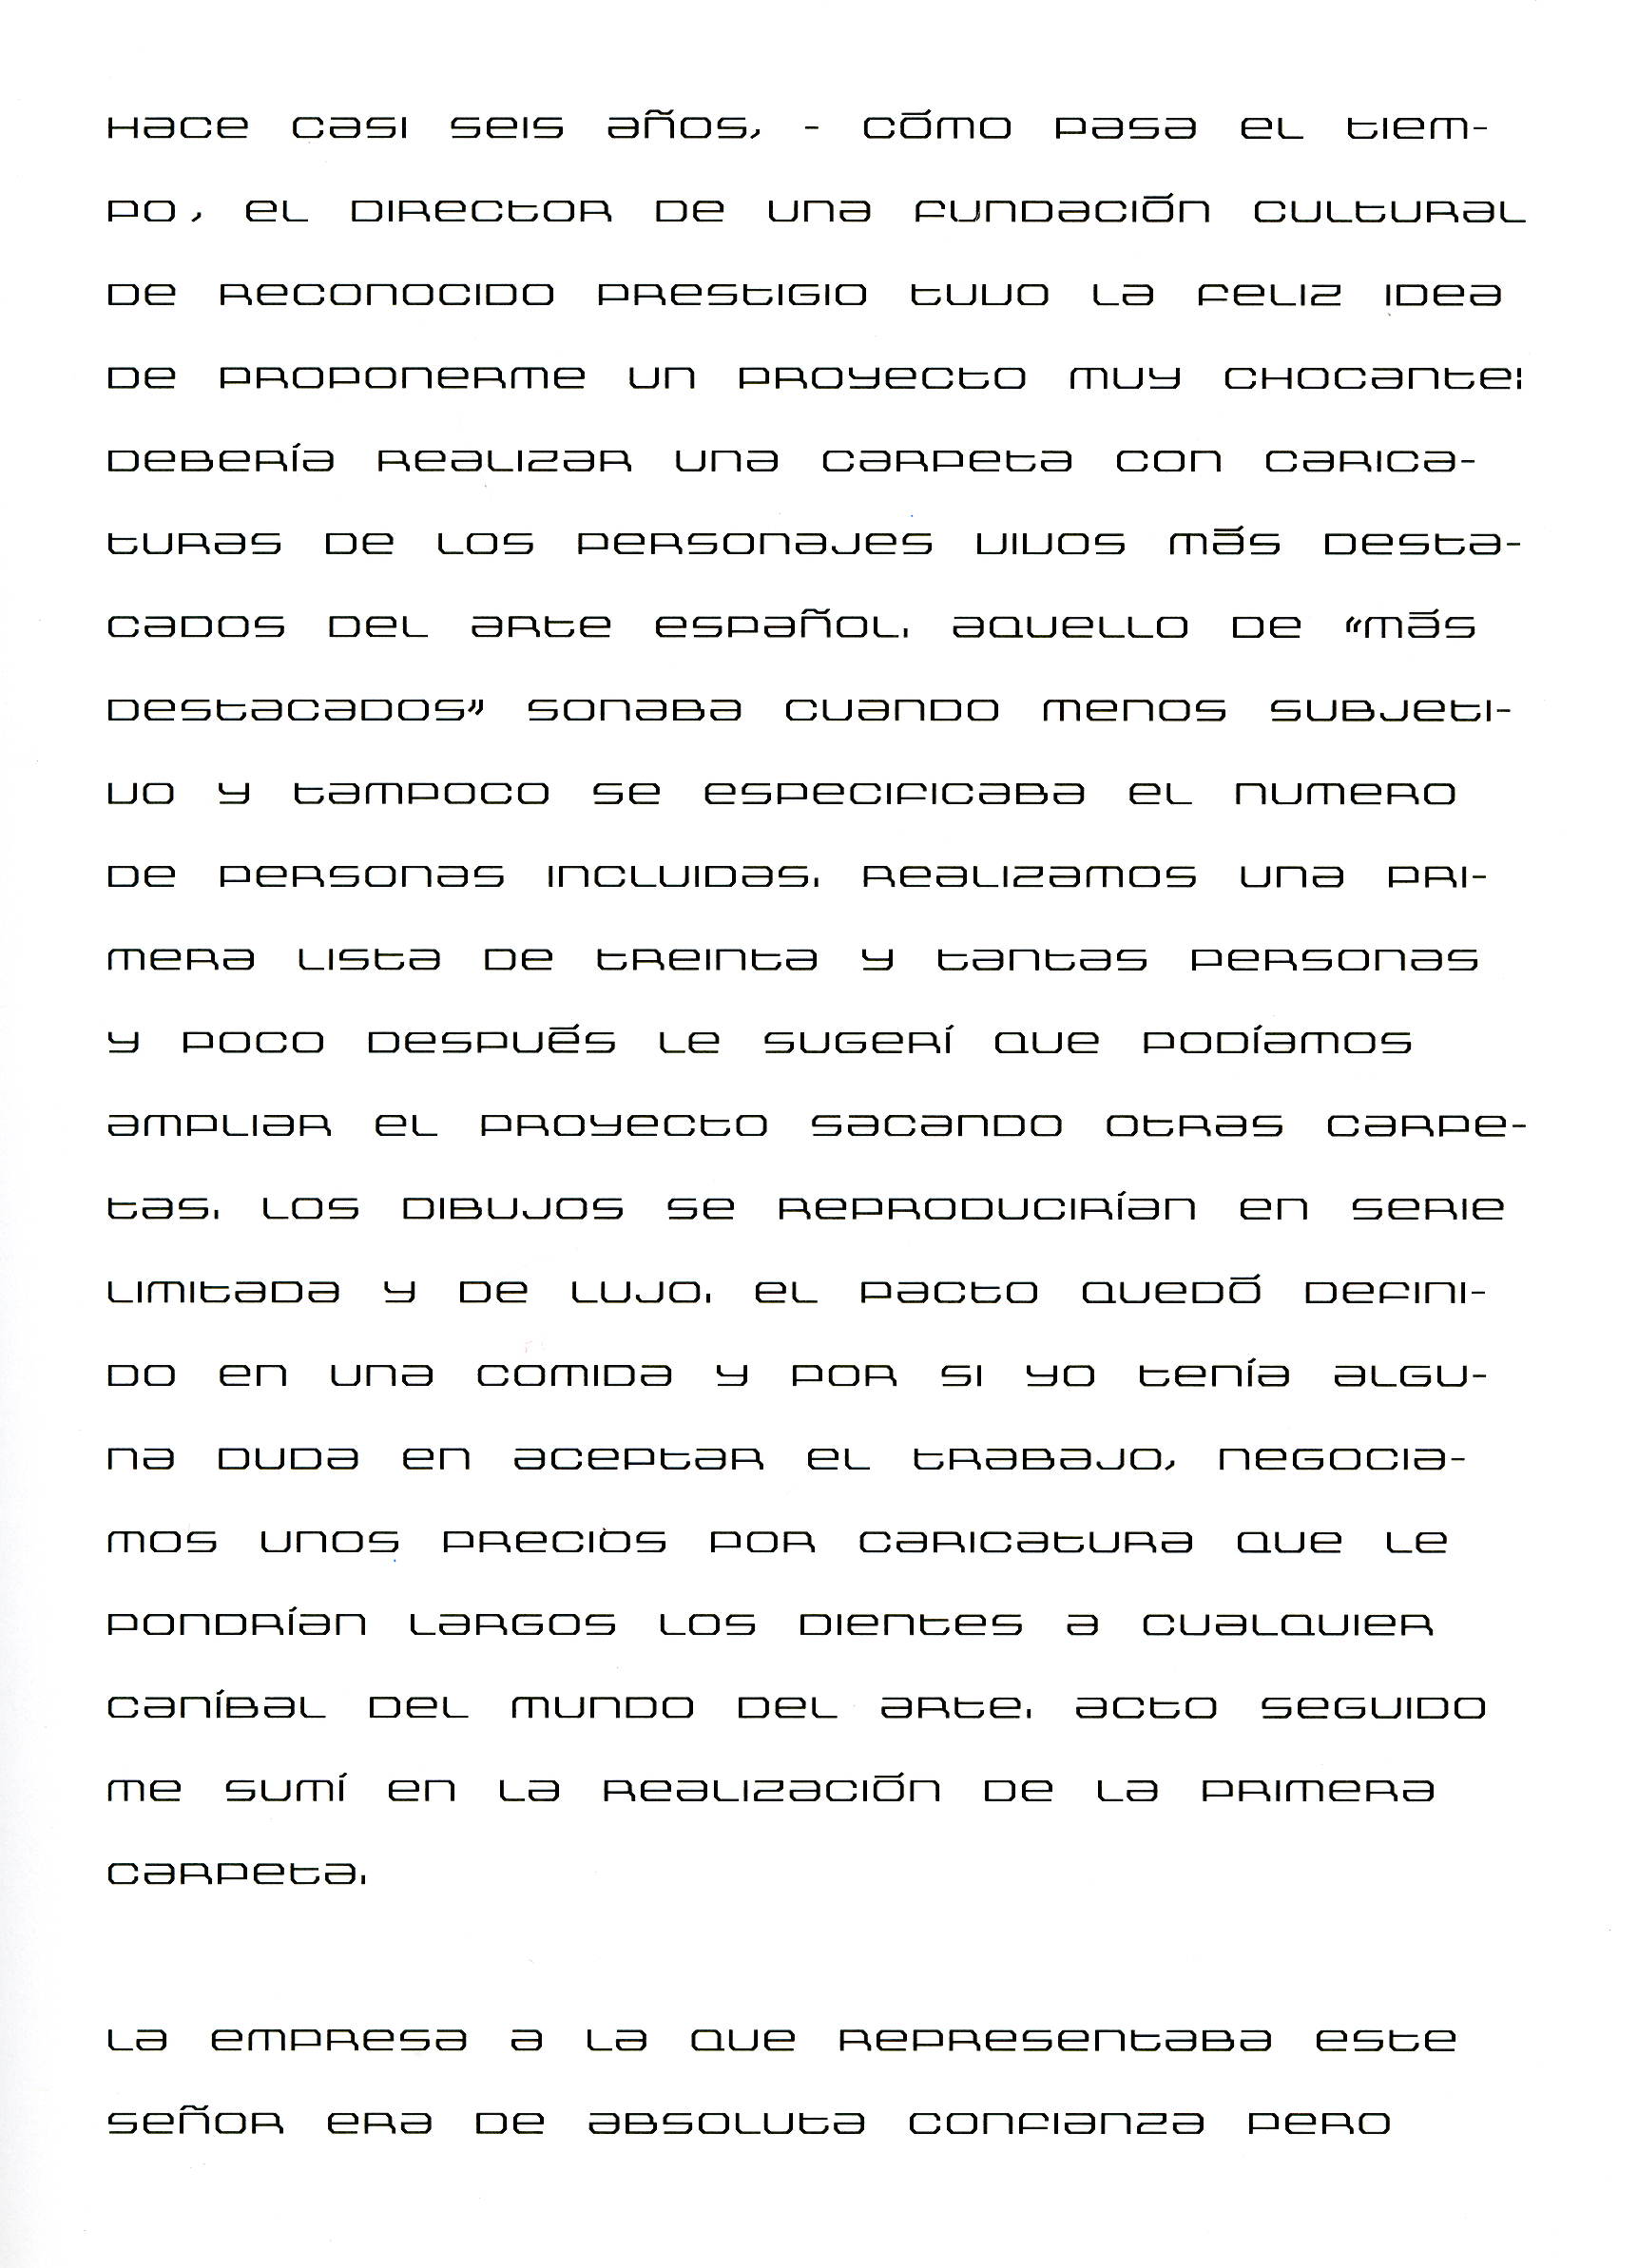 Hace casi seis años, - cómo pasa el tiem-
po, el director de una fundación cultural
de reconocido prestigio tuvo la feliz idea
de proponerme un proyecto muy chocante:
debería realizar una carpeta con carica-
turas de los personajes vivos más desta-
cados del arte español. aquello de “más
destacados” sonaba cuando menos subjeti-
vo y tampoco se especificaba el numero
de personas incluidas. Realizamos una pri-
mera lista de treinta y tantas personas
y poco después le sugerí que podíamos
ampliar el proyecto sacando otras carpe-
tas. Los dibujos se reproducirían en serie
limitada y de lujo. el pacto quedó defini-
do en una comida y por si yo tenía algu-
na duda en aceptar el trabajo, negocia-
mos unos precios por caricatura que le
pondrían largos los dientes a cualquier
caníbal del mundo del arte. acto seguido
me sumí en la realización de la primera
carpeta.
La empresa a la que representaba este
señor era de absoluta confianza pero